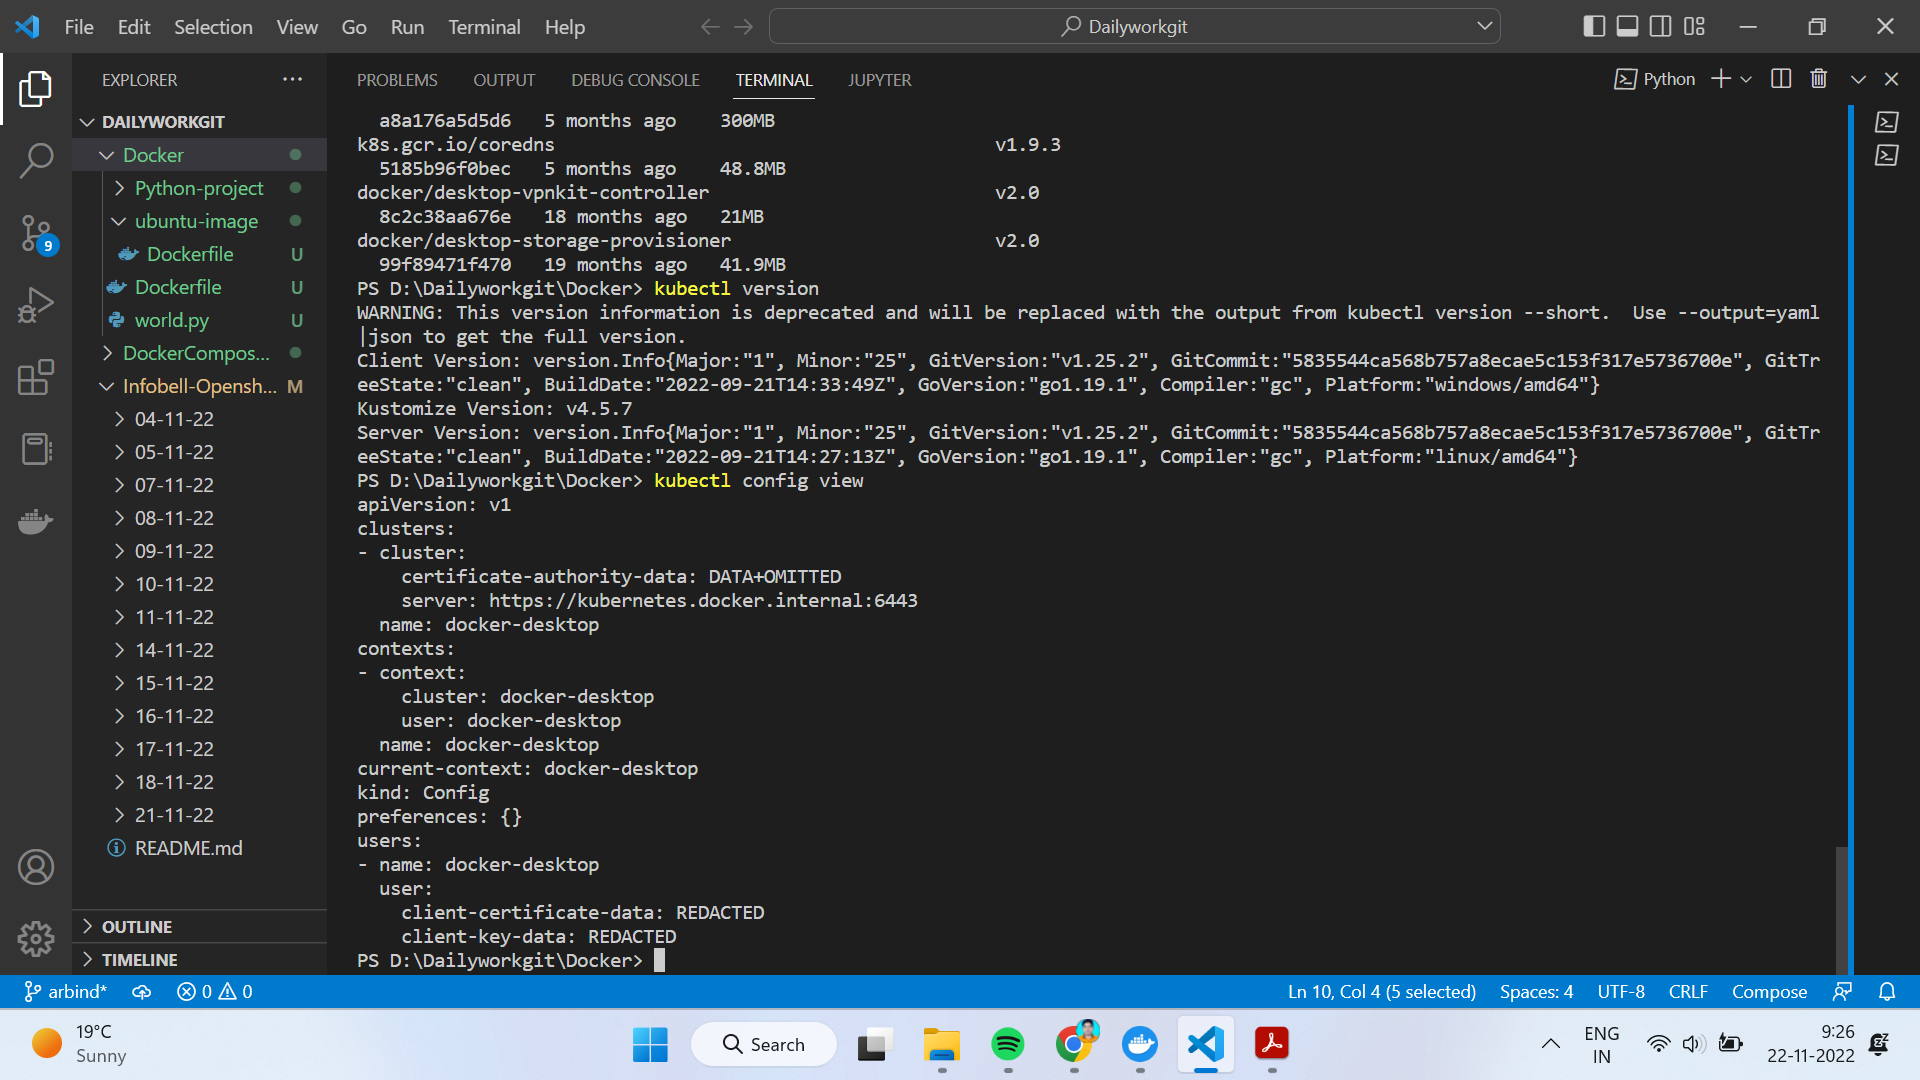 File Edit Selection View Go Run Terminal Help
Dailyworkgit
EXPLORER
DAILYWORKGIT
Docker
Python-project
ubuntu-image
Dockerfile U
Dockerfile U
world.py U
DockerCompos...
Infobell-Opensh... M
04-11-22
05-11-22
07-11-22
08-11-22
09-11-22
10-11-22
11-11-22
14-11-22
15-11-22
16-11-22
17-11-22
18-11-22
21-11-22
README.md
OUTLINE
TIMELINE
9
PROBLEMS OUTPUT DEBUG CONSOLE TERMINAL JUPYTER
Python
a8a176a5d5d6 5 months ago 300MB
k8s.gcr.io/coredns v1.9.3
5185b96f0bec 5 months ago 48.8MB
docker/desktop-vpnkit-controller v2.0
8c2c38aa676e 18 months ago 21MB
docker/desktop-storage-provisioner v2.0
99f89471f470 19 months ago 41.9MB
PS D:\Dailyworkgit\Docker> kubectl version
WARNING: This version information is deprecated and will be replaced with the output from kubectl version --short. Use --output=yaml
|json to get the full version.
Client Version: version.Info{Major:"1", Minor:"25", GitVersion:"v1.25.2", GitCommit:"5835544ca568b757a8ecae5c153f317e5736700e", GitTr
eeState:"clean", BuildDate:"2022-09-21T14:33:49Z", GoVersion:"go1.19.1", Compiler:"gc", Platform:"windows/amd64"}
Kustomize Version: v4.5.7
Server Version: version.Info{Major:"1", Minor:"25", GitVersion:"v1.25.2", GitCommit:"5835544ca568b757a8ecae5c153f317e5736700e", GitTr
eeState:"clean", BuildDate:"2022-09-21T14:27:13Z", GoVersion:"go1.19.1", Compiler:"gc", Platform:"linux/amd64"}
PS D:\Dailyworkgit\Docker> kubectl config view
apiVersion: v1
clusters:
- cluster:
certificate-authority-data: DATA+OMITTED
server: https://kubernetes.docker.internal:6443
name: docker-desktop
contexts:
- context:
cluster: docker-desktop
user: docker-desktop
name: docker-desktop
current-context: docker-desktop
kind: Config
preferences: {}
users:
- name: docker-desktop
user:
client-certificate-data: REDACTED
client-key-data: REDACTED
PS D:\Dailyworkgit\Docker>
arbind* 0 0 Ln 10, Col 4 (5 selected) Spaces: 4 UTF-8 CRLF Compose
19°C
Sunny
Search
ENG
IN
9:26
22-11-2022